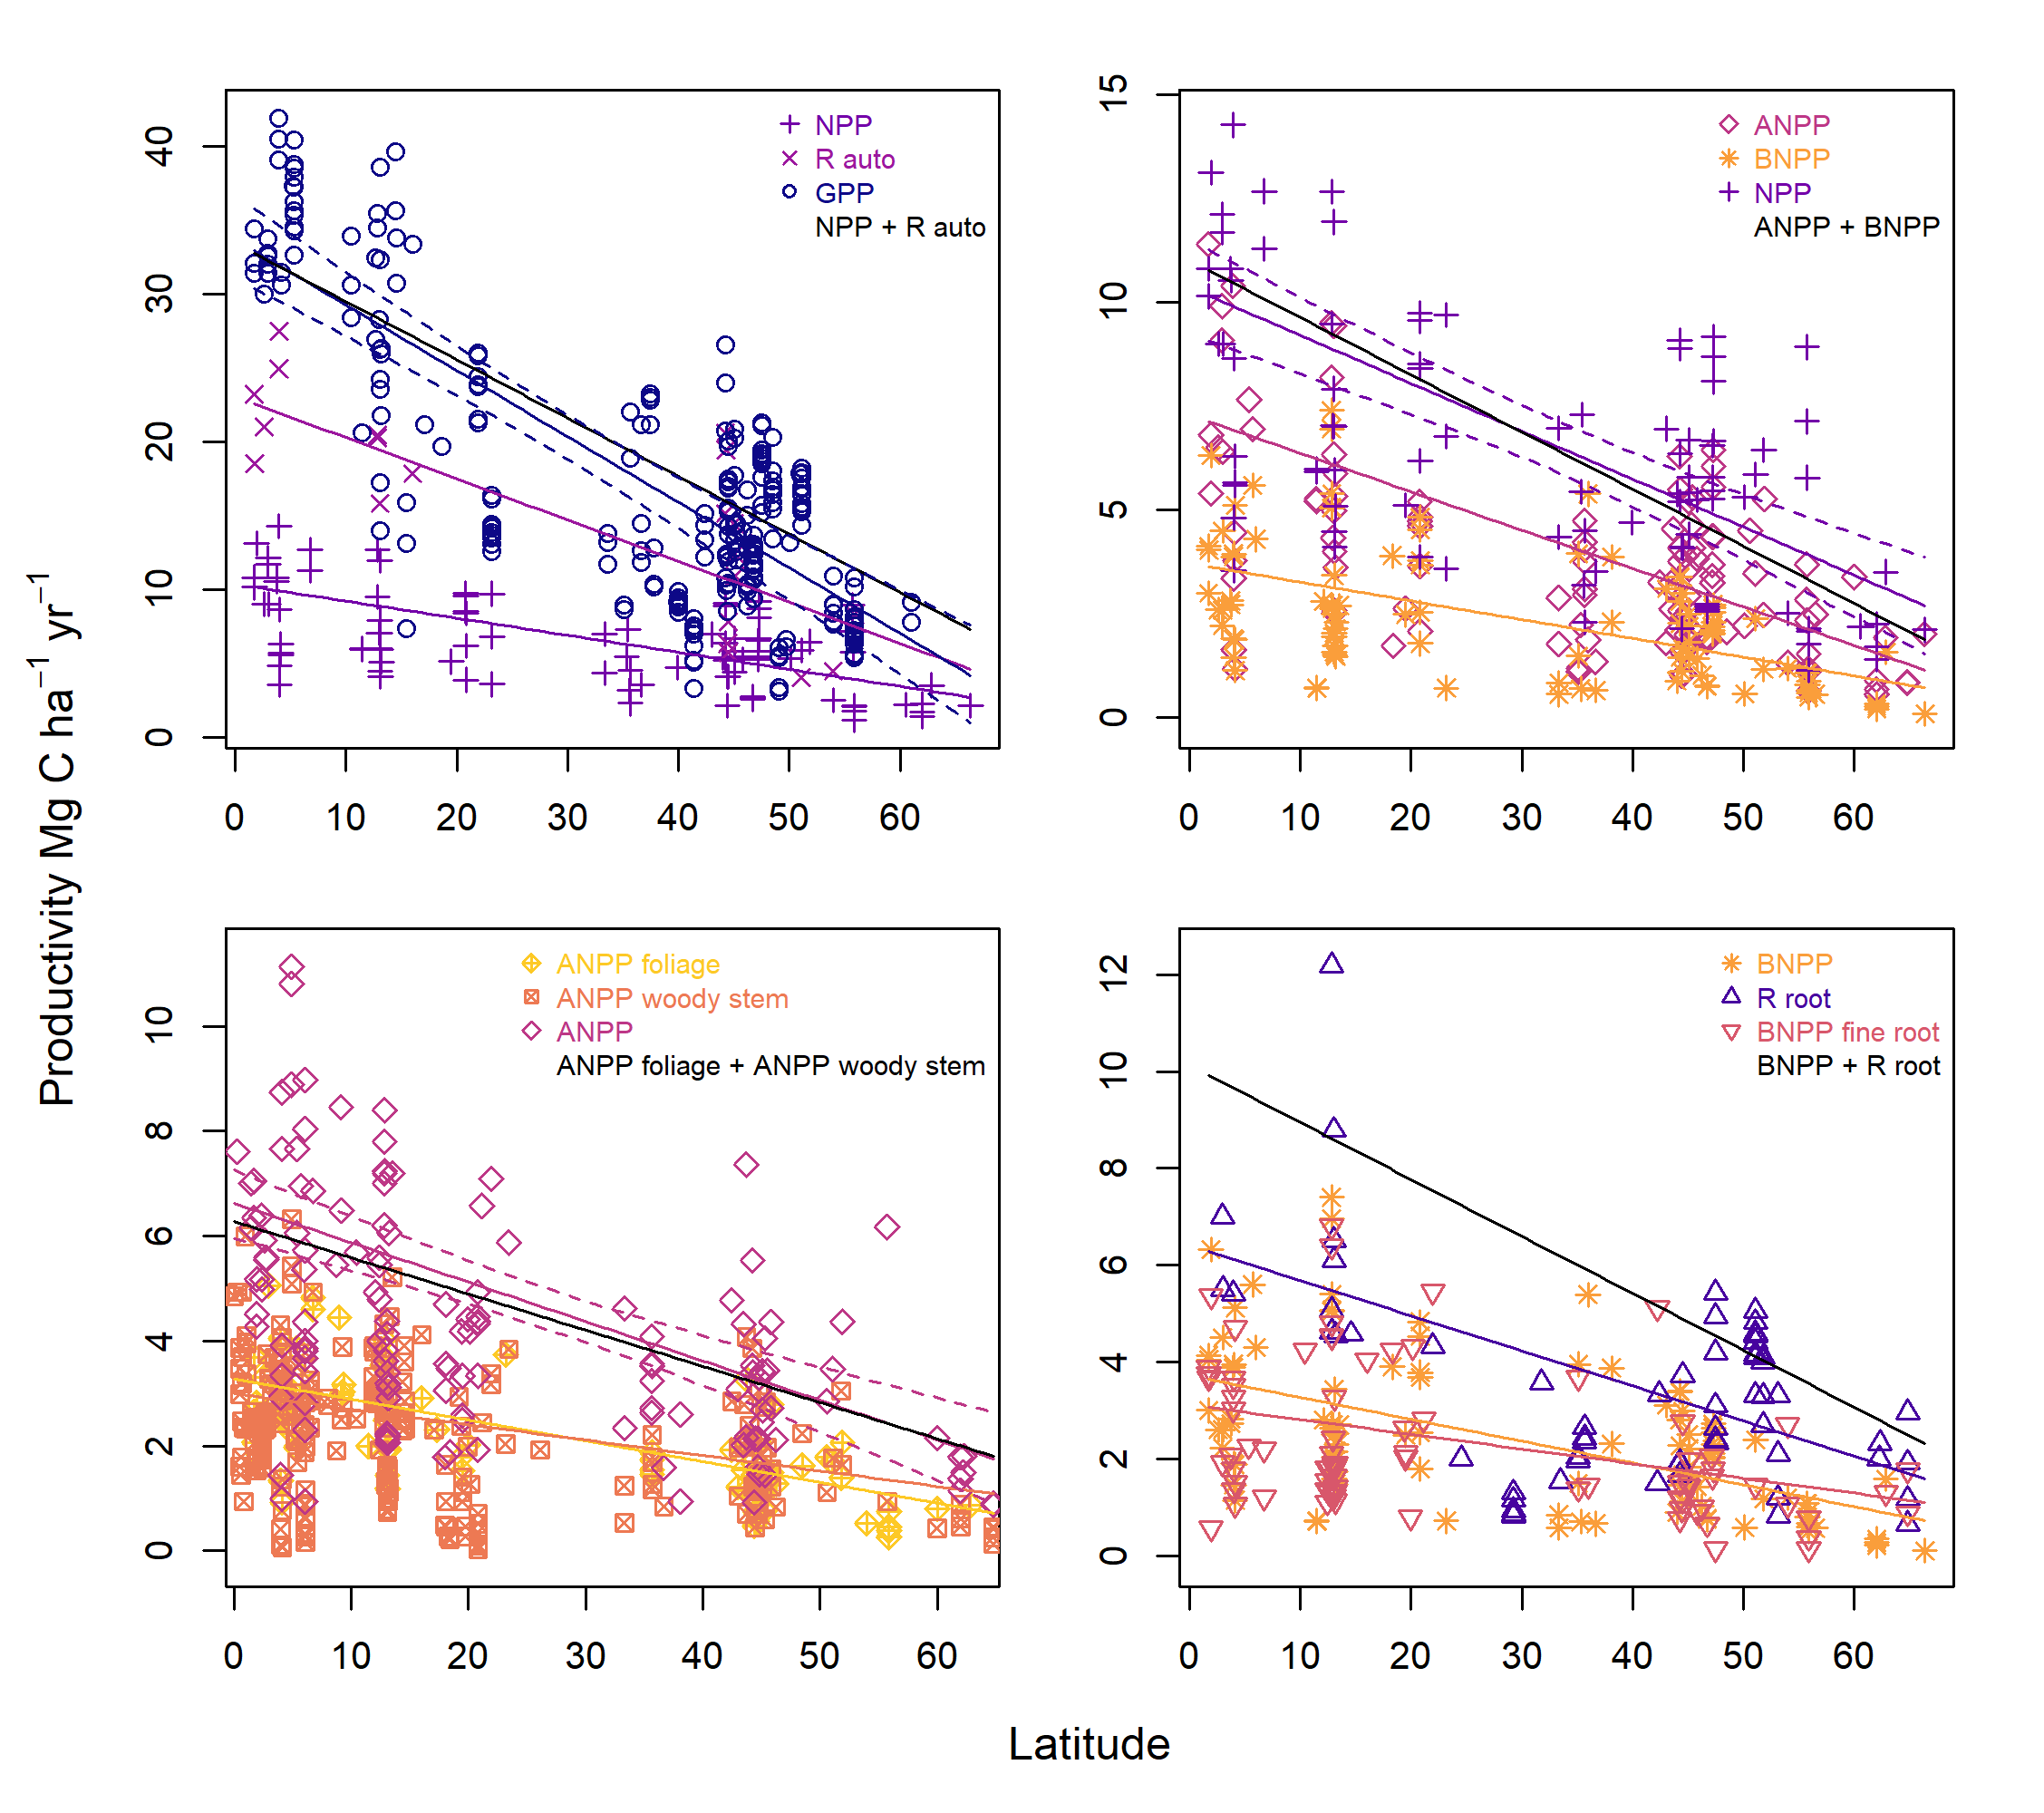 NPP
R auto
GPP
NPP + R auto
40
30
20
10
0
0 10 20 30 40 50 60
ANPP
BNPP
NPP
ANPP + BNPP
15
10
5
0
0 10 20 30 40 50 60
Productivity Mg C ha⁻¹ yr⁻¹
ANPP foliage
ANPP woody stem
ANPP
ANPP foliage + ANPP woody stem
10
8
6
4
2
0
0 10 20 30 40 50 60
BNPP
R root
BNPP fine root
BNPP + R root
12
10
8
6
4
2
0
0 10 20 30 40 50 60
Latitude